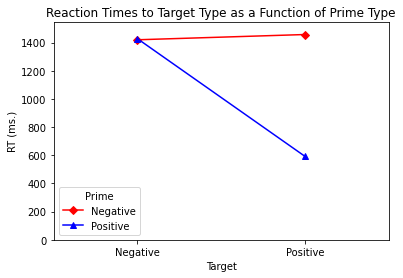 Reaction Times to Target Type as a Function of Prime Type
RT (ms.)
1400
1200
1000
800
600
400
200
0
Prime
Negative
Positive
Negative
Positive
Target